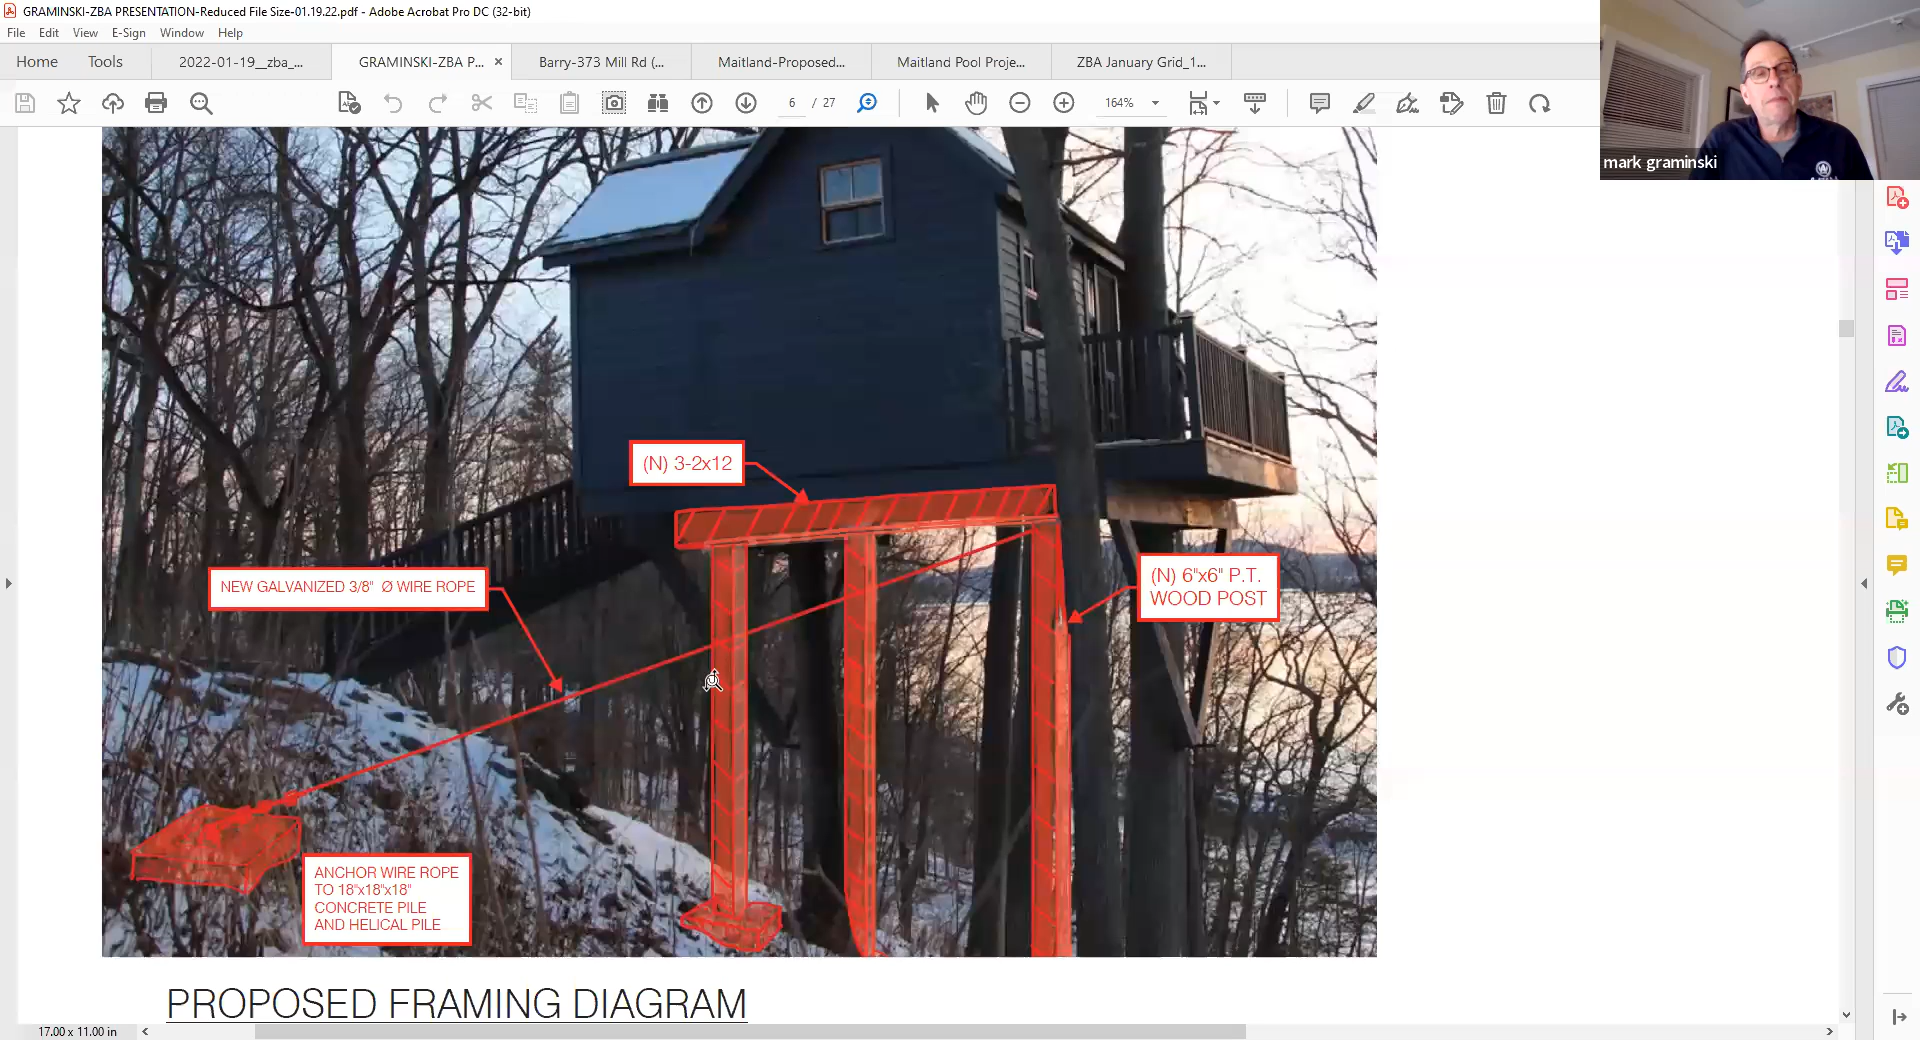 GRAMINSKI-ZBA PRESENTATION-Reduced File Size-01.19.22.pdf - Adobe Acrobat Pro DC (32-bit)
File Edit View E-Sign Window Help
Home Tools 2022-01-19__zba_... GRAMINSKI-ZBA P... × Barry-373 Mill Rd (... Maitland-Proposed... Maitland Pool Proje... ZBA January Grid_1...
6 / 27 164%
mark graminski
(N) 3-2x12
NEW GALVANIZED 3/8" Ø WIRE ROPE
(N) 6"x6" P.T.
WOOD POST
ANCHOR WIRE ROPE
TO 18"x18"x18"
CONCRETE PILE
AND HELICAL PILE
PROPOSED FRAMING DIAGRAM
17.00 x 11.00 in